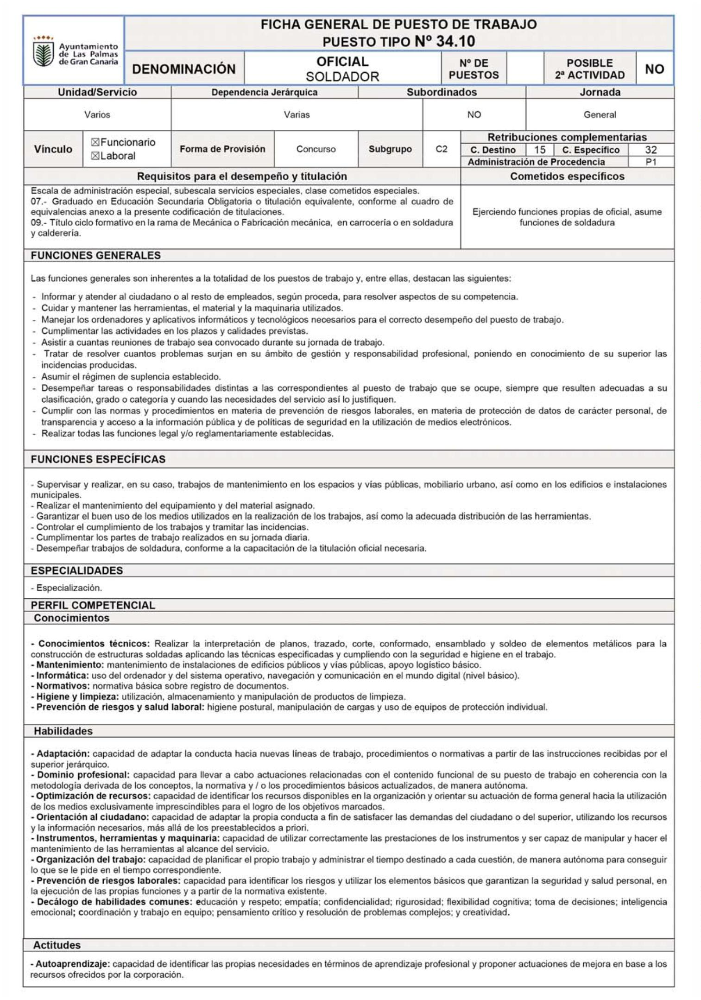 Ayuntamiento
de Las Palmas
de Gran Canaria
FICHA GENERAL DE PUESTO DE TRABAJO
PUESTO TIPO Nº 34.10
DENOMINACIÓN
OFICIAL
SOLDADOR
Nº DE
PUESTOS
POSIBLE
2ª ACTIVIDAD
NO
Unidad/Servicio
Dependencia Jerárquica
Subordinados
Jornada
Varios
Varias
NO
General
Vínculo
☒Funcionario
☒Laboral
Forma de Provisión
Concurso
Subgrupo
C2
Retribuciones complementarias
C. Destino
15
C. Específico
32
Administración de Procedencia
P1
Requisitos para el desempeño y titulación
Cometidos específicos
Escala de administración especial, subescala servicios especiales, clase cometidos especiales.
07.- Graduado en Educación Secundaria Obligatoria o titulación equivalente, conforme al cuadro de
equivalencias anexo a la presente codificación de titulaciones.
09.- Título ciclo formativo en la rama de Mecánica o Fabricación mecánica, en carrocería o en soldadura
y calderería.
Ejerciendo funciones propias de oficial, asume
funciones de soldadura
FUNCIONES GENERALES
Las funciones generales son inherentes a la totalidad de los puestos de trabajo y, entre ellas, destacan las siguientes:
- Informar y atender al ciudadano o al resto de empleados, según proceda, para resolver aspectos de su competencia.
- Cuidar y mantener las herramientas, el material y la maquinaria utilizados.
- Manejar los ordenadores y aplicativos informáticos y tecnológicos necesarios para el correcto desempeño del puesto de trabajo.
- Cumplimentar las actividades en los plazos y calidades previstas.
- Asistir a cuantas reuniones de trabajo sea convocado durante su jornada de trabajo.
- Tratar de resolver cuantos problemas surjan en su ámbito de gestión y responsabilidad profesional, poniendo en conocimiento de su superior las
incidencias producidas.
- Asumir el régimen de suplencia establecido.
- Desempeñar tareas o responsabilidades distintas a las correspondientes al puesto de trabajo que se ocupe, siempre que resulten adecuadas a su
clasificación, grado o categoría y cuando las necesidades del servicio así lo justifiquen.
- Cumplir con las normas y procedimientos en materia de prevención de riesgos laborales, en materia de protección de datos de carácter personal, de
transparencia y acceso a la información pública y de políticas de seguridad en la utilización de medios electrónicos.
- Realizar todas las funciones legal y/o reglamentariamente establecidas.
FUNCIONES ESPECÍFICAS
- Supervisar y realizar, en su caso, trabajos de mantenimiento en los espacios y vías públicas, mobiliario urbano, así como en los edificios e instalaciones
municipales.
- Realizar el mantenimiento del equipamiento y del material asignado.
- Garantizar el buen uso de los medios utilizados en la realización de los trabajos, así como la adecuada distribución de las herramientas.
- Controlar el cumplimiento de los trabajos y tramitar las incidencias.
- Cumplimentar los partes de trabajo realizados en su jornada diaria.
- Desempeñar trabajos de soldadura, conforme a la capacitación de la titulación oficial necesaria.
ESPECIALIDADES
- Especialización.
PERFIL COMPETENCIAL
Conocimientos
- Conocimientos técnicos: Realizar la interpretación de planos, trazado, corte, conformado, ensamblado y soldeo de elementos metálicos para la
construcción de estructuras soldadas aplicando las técnicas especificadas y cumpliendo con la seguridad e higiene en el trabajo.
- Mantenimiento: mantenimiento de instalaciones de edificios públicos y vías públicas, apoyo logístico básico.
- Informática: uso del ordenador y del sistema operativo, navegación y comunicación en el mundo digital (nivel básico).
- Normativos: normativa básica sobre registro de documentos.
- Higiene y limpieza: utilización, almacenamiento y manipulación de productos de limpieza.
- Prevención de riesgos y salud laboral: higiene postural, manipulación de cargas y uso de equipos de protección individual.
Habilidades
- Adaptación: capacidad de adaptar la conducta hacia nuevas líneas de trabajo, procedimientos o normativas a partir de las instrucciones recibidas por el
superior jerárquico.
- Dominio profesional: capacidad para llevar a cabo actuaciones relacionadas con el contenido funcional de su puesto de trabajo en coherencia con la
metodología derivada de los conceptos, la normativa y / o los procedimientos básicos actualizados, de manera autónoma.
- Optimización de recursos: capacidad de identificar los recursos disponibles en la organización y orientar su actuación de forma general hacia la utilización
de los medios exclusivamente imprescindibles para el logro de los objetivos marcados.
- Orientación al ciudadano: capacidad de adaptar la propia conducta a fin de satisfacer las demandas del ciudadano o del superior, utilizando los recursos
y la información necesarios, más allá de los preestablecidos a priori.
- Instrumentos, herramientas y maquinaria: capacidad de utilizar correctamente las prestaciones de los instrumentos y ser capaz de manipular y hacer el
mantenimiento de las herramientas al alcance del servicio.
- Organización del trabajo: capacidad de planificar el propio trabajo y administrar el tiempo destinado a cada cuestión, de manera autónoma para conseguir
lo que se le pide en el tiempo correspondiente.
- Prevención de riesgos laborales: capacidad para identificar los riesgos y utilizar los elementos básicos que garantizan la seguridad y salud personal, en
la ejecución de las propias funciones y a partir de la normativa existente.
- Decálogo de habilidades comunes: educación y respeto; empatía; confidencialidad; rigurosidad; flexibilidad cognitiva; toma de decisiones; inteligencia
emocional; coordinación y trabajo en equipo; pensamiento crítico y resolución de problemas complejos; y creatividad.
Actitudes
- Autoaprendizaje: capacidad de identificar las propias necesidades en términos de aprendizaje profesional y proponer actuaciones de mejora en base a los
recursos ofrecidos por la corporación.